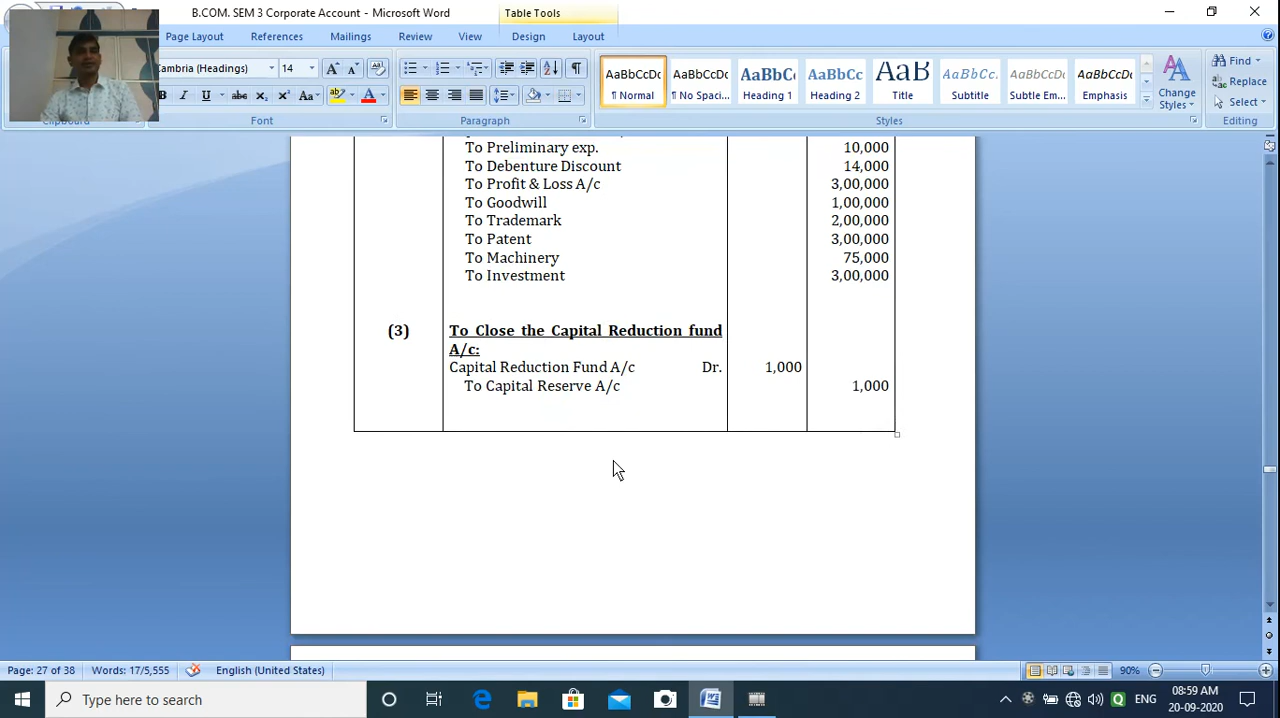 B.COM. SEM 3 Corporate Account - Microsoft Word
Table Tools
Page Layout
References
Mailings
Review
View
Design
Layout
Cambria (Headings)
14
AaBbCcDc
¶ Normal
AaBbCcDc
¶ No Spaci...
AaBbCc
Heading 1
AaBbCc
Heading 2
AaB
Title
AaBbCc.
Subtitle
AaBbCcDc
Subtle Em...
AaBbCcDc
Emphasis
Change
Styles
Find
Replace
Select
Clipboard
Font
Paragraph
Styles
Editing
To Preliminary exp. 10,000
To Debenture Discount 14,000
To Profit & Loss A/c 3,00,000
To Goodwill 1,00,000
To Trademark 2,00,000
To Patent 3,00,000
To Machinery 75,000
To Investment 3,00,000
(3) To Close the Capital Reduction fund
A/c:
Capital Reduction Fund A/c Dr. 1,000
To Capital Reserve A/c 1,000
Page: 27 of 38
Words: 17/5,555
English (United States)
90%
Type here to search
ENG
08:59 AM
20-09-2020